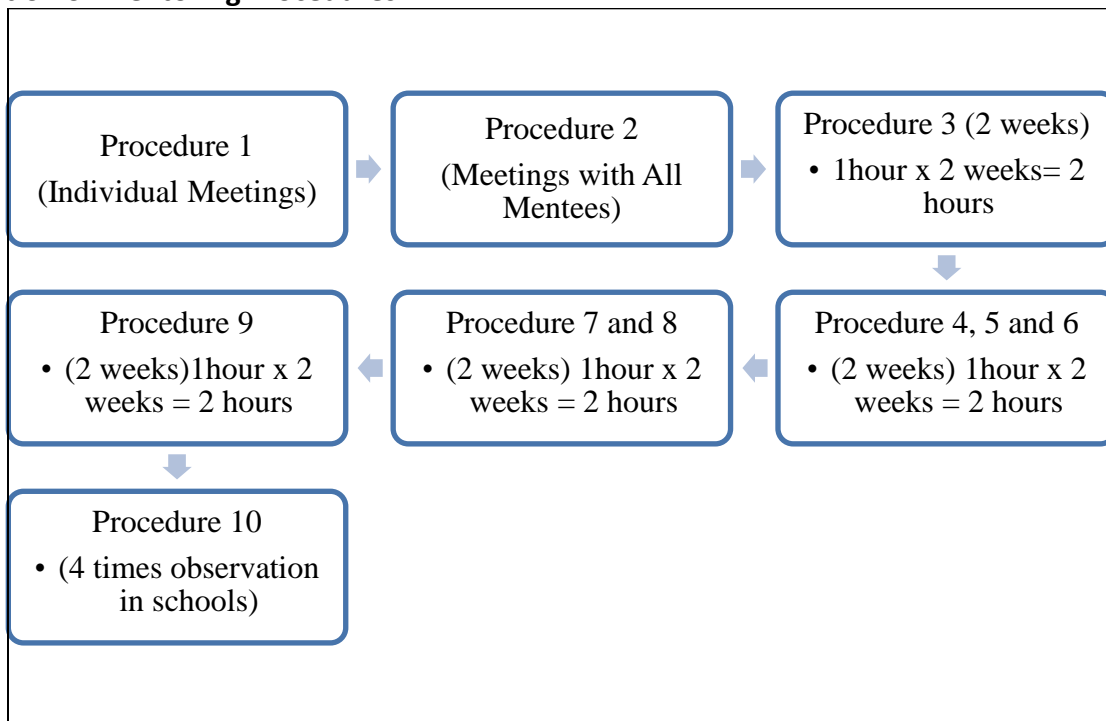 Procedure 1
(Individual Meetings)
Procedure 2
(Meetings with All
Mentees)
Procedure 3 (2 weeks)
• 1hour x 2 weeks= 2
hours
Procedure 4, 5 and 6
• (2 weeks) 1hour x 2
weeks = 2 hours
Procedure 7 and 8
• (2 weeks) 1hour x 2
weeks = 2 hours
Procedure 9
• (2 weeks)1hour x 2
weeks = 2 hours
Procedure 10
• (4 times observation
in schools)